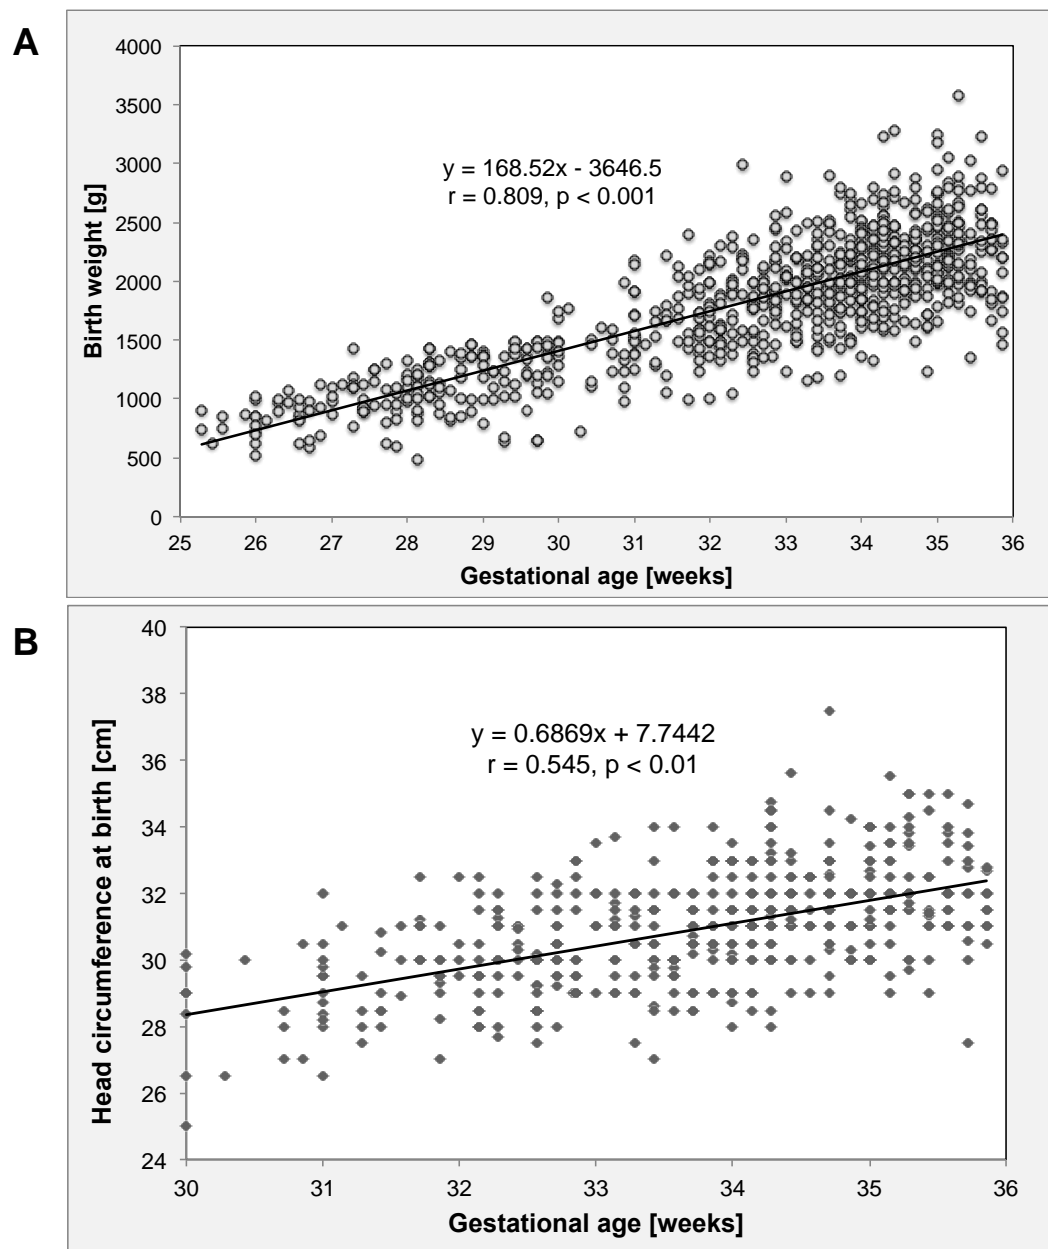 A
4000
3500
3000
2500
2000
1500
1000
500
0
Birth weight [g]
y = 168.52x - 3646.5
r = 0.809, p < 0.001
25 26 27 28 29 30 31 32 33 34 35 36
Gestational age [weeks]
B
40
38
36
34
32
30
28
26
24
Head circumference at birth [cm]
y = 0.6869x + 7.7442
r = 0.545, p < 0.01
30 31 32 33 34 35 36
Gestational age [weeks]